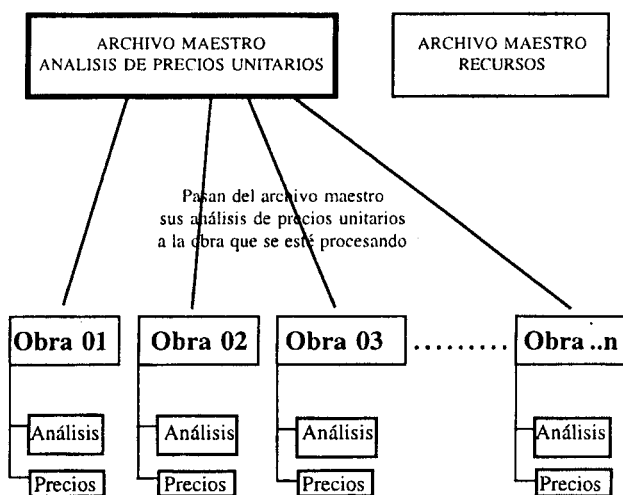 ARCHIVO MAESTRO
ANALISIS DE PRECIOS UNITARIOS
ARCHIVO MAESTRO
RECURSOS
Pasan del archivo maestro
sus análisis de precios unitarios
a la obra que se esté procesando
Obra 01
Obra 02
Obra 03
.........
Obra ..n
Análisis
Análisis
Análisis
Análisis
Precios
Precios
Precios
Precios